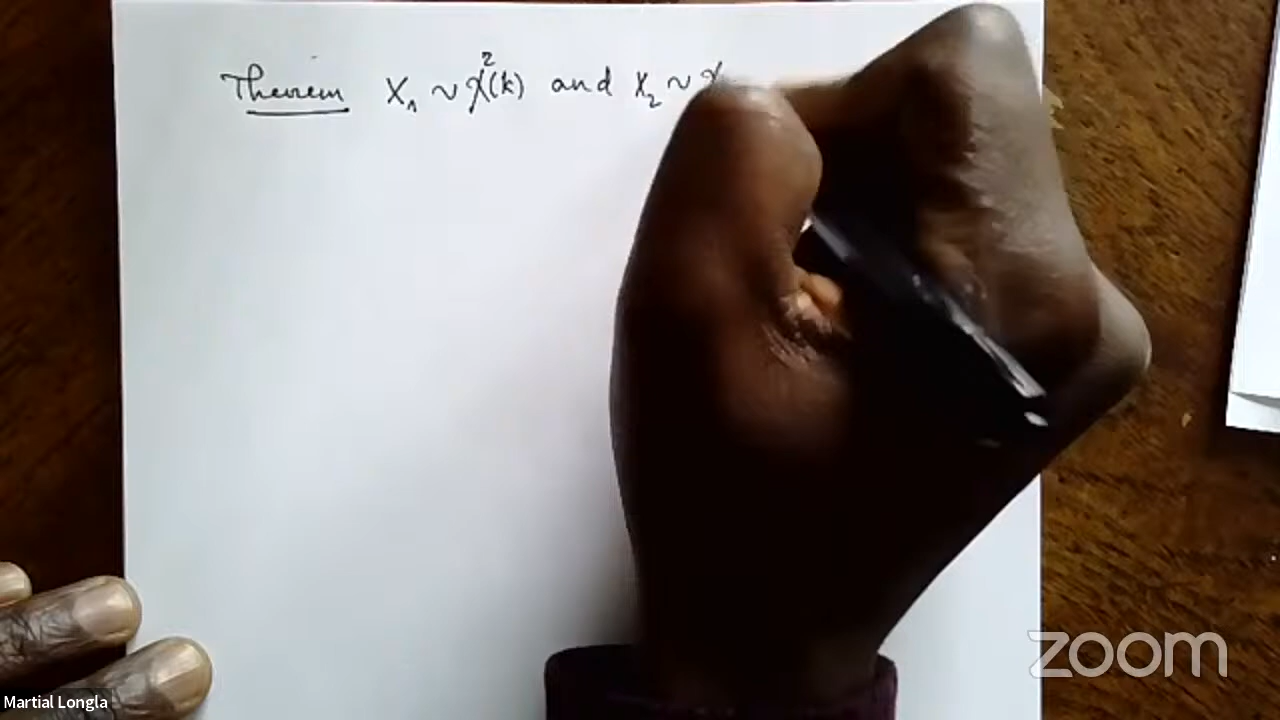 Theorem X₁ ~ χ²(k) and X₂ ~ χ
zoom
Martial Longla